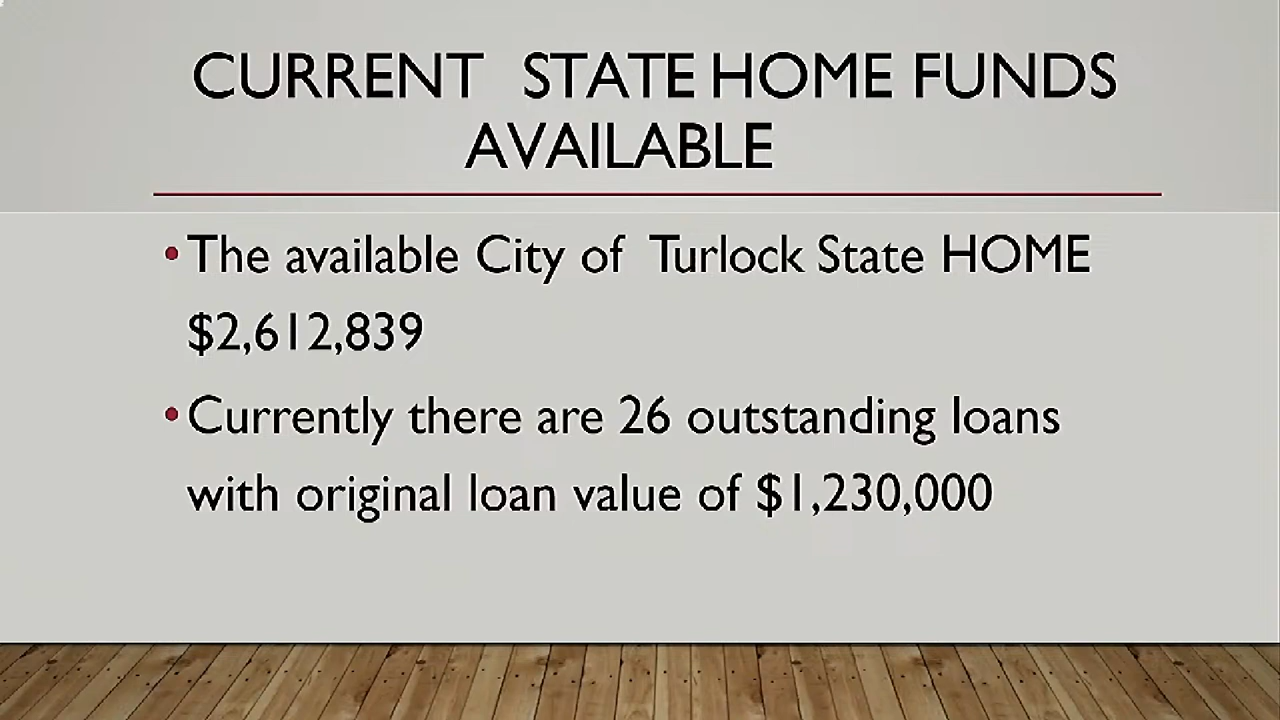 CURRENT STATE HOME FUNDS
AVAILABLE
•The available City of Turlock State HOME
$2,612,839
•Currently there are 26 outstanding loans
with original loan value of $1,230,000